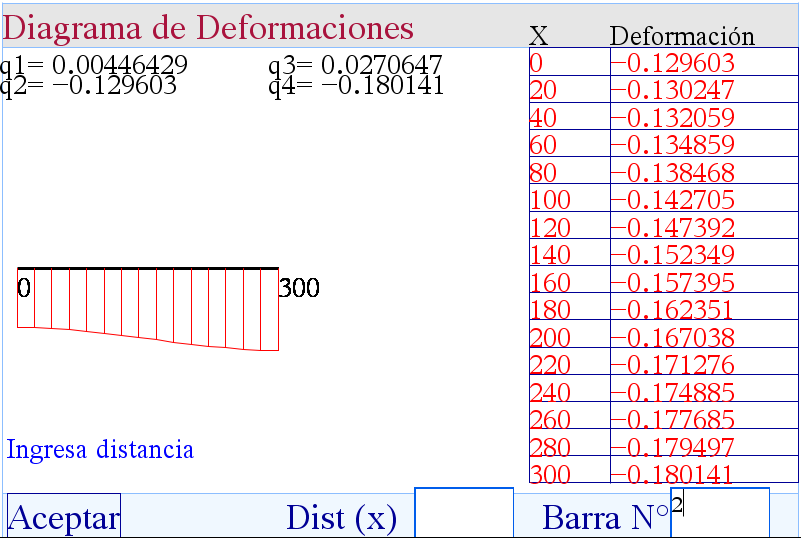 Diagrama de Deformaciones
q1= 0.00446429 q3= 0.0270647
q2= −0.129603 q4= −0.180141
X Deformación
0 −0.129603
20 −0.130247
40 −0.132059
60 −0.134859
80 −0.138468
100 −0.142705
120 −0.147392
140 −0.152349
160 −0.157395
180 −0.162351
200 −0.167038
220 −0.171276
240 −0.174885
260 −0.177685
280 −0.179497
300 −0.180141
0 300
Ingresa distancia
Aceptar Dist (x) Barra N° 2